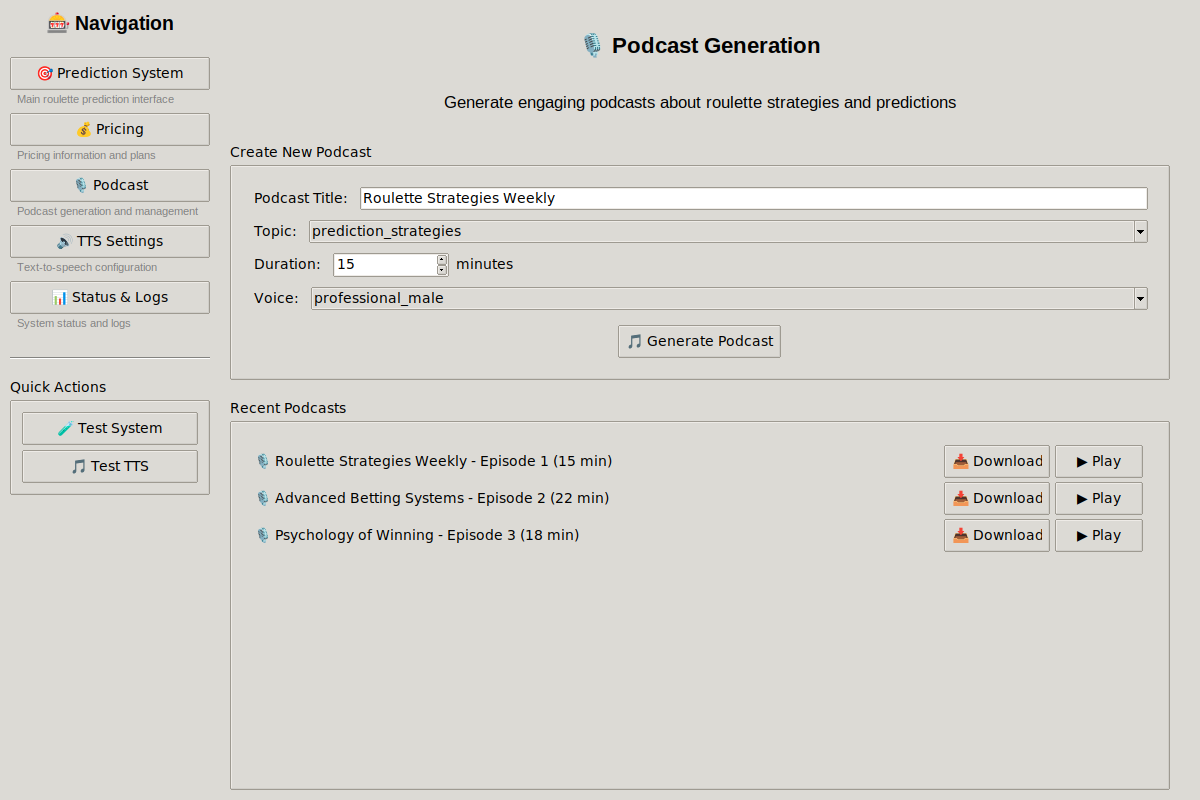 Navigation
Prediction System
Main roulette prediction interface
Pricing
Pricing information and plans
Podcast
Podcast generation and management
TTS Settings
Text-to-speech configuration
Status & Logs
System status and logs
Quick Actions
Test System
Test TTS
Podcast Generation
Generate engaging podcasts about roulette strategies and predictions
Create New Podcast
Podcast Title: Roulette Strategies Weekly
Topic: prediction_strategies
Duration: 15 minutes
Voice: professional_male
Generate Podcast
Recent Podcasts
Roulette Strategies Weekly - Episode 1 (15 min) Download ▶ Play
Advanced Betting Systems - Episode 2 (22 min) Download ▶ Play
Psychology of Winning - Episode 3 (18 min) Download ▶ Play